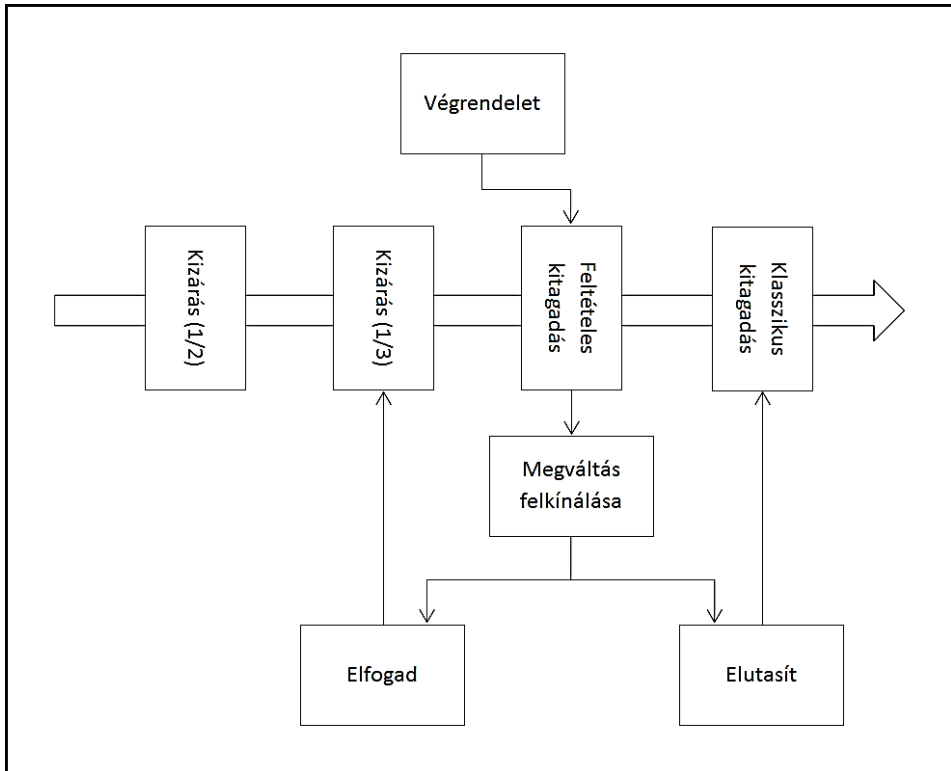 Végrendelet
Kizárás (1/2)
Kizárás (1/3)
Feltételes
kitagadás
Klasszikus
kitagadás
Megváltás
felkínálása
Elfogad
Elutasít